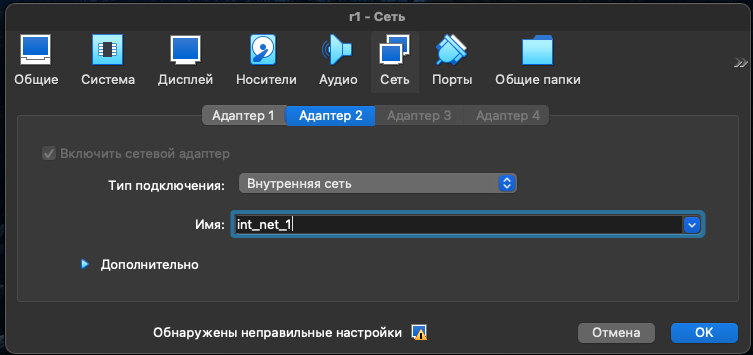 r1 - Сеть
Общие Система Дисплей Носители Аудио Сеть Порты Общие папки
Адаптер 1 Адаптер 2 Адаптер 3 Адаптер 4
Включить сетевой адаптер
Тип подключения: Внутренняя сеть
Имя: int_net_1
Дополнительно
Обнаружены неправильные настройки Отмена OK